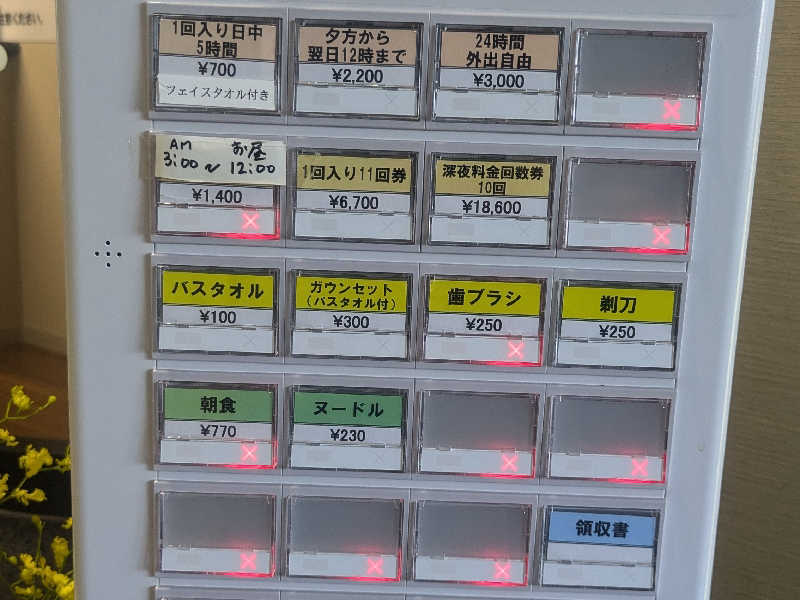 1回入り日中
5時間
¥700
フェイスタオル付き
夕方から
翌日12時まで
¥2,200
24時間
外出自由
¥3,000
AM お昼
3:00～12:00
¥1,400
1回入り11回券
¥6,700
深夜料金回数券
10回
¥18,600
バスタオル
¥100
ガウンセット
（バスタオル付）
¥300
歯ブラシ
¥250
剃刀
¥250
朝食
¥770
ヌードル
¥230
領収書